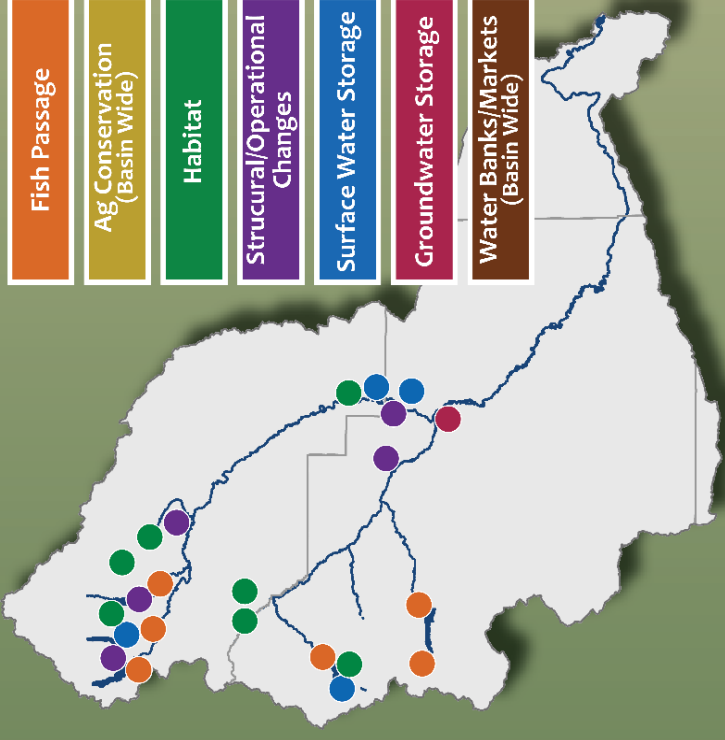 Fish Passage
Ag Conservation
(Basin Wide)
Habitat
Strucural/Operational
Changes
Surface Water Storage
Groundwater Storage
Water Banks/Markets
(Basin Wide)